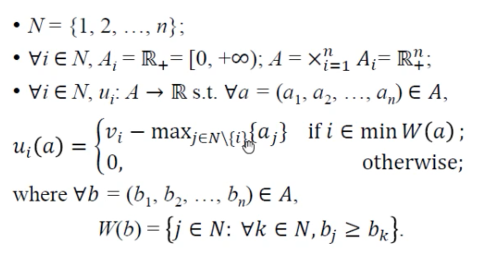 • N = {1, 2, …, n};
• ∀i ∈ N, Aᵢ = ℝ₊ = [0, +∞); A = ×ⁿᵢ₌₁ Aᵢ = ℝⁿ₊;
• ∀i ∈ N, uᵢ: A → ℝ s.t. ∀a = (a₁, a₂, …, aₙ) ∈ A,
uᵢ(a) = { vᵢ − max_{j∈N\{i}}{aⱼ} if i ∈ min W(a) ;
0, otherwise;
where ∀b = (b₁, b₂, …, bₙ) ∈ A,
W(b) = {j ∈ N: ∀k ∈ N, bⱼ ≥ bₖ}.